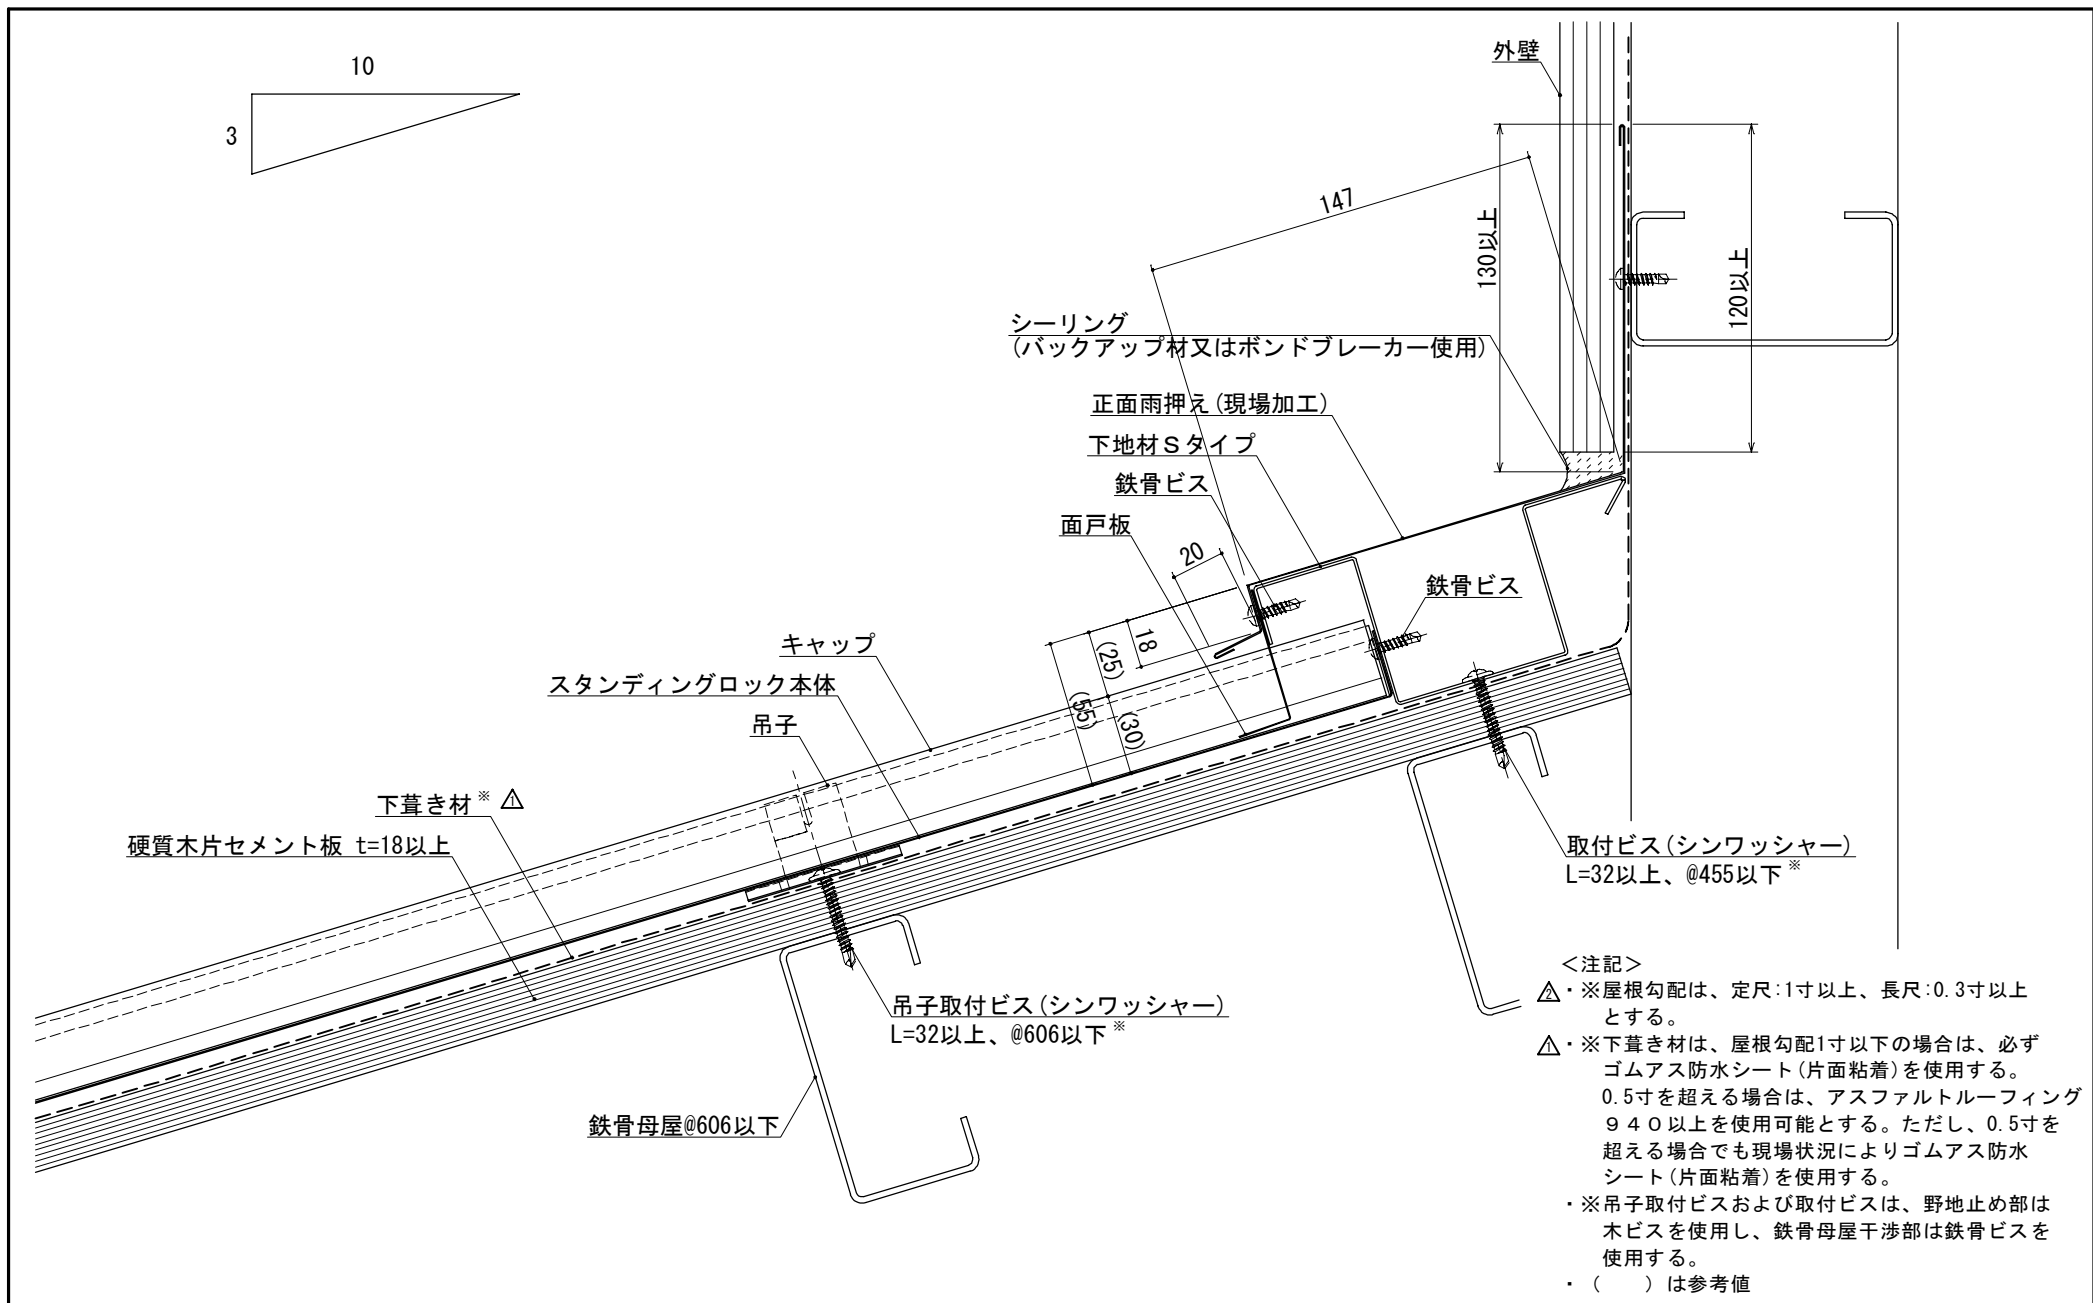 10
3
外壁
147
130以上
120以上
シーリング
(バックアップ材又はボンドブレーカー使用)
正面雨押え(現場加工)
下地材Sタイプ
鉄骨ビス
面戸板
20
鉄骨ビス
18
(25)
(55)
(30)
キャップ
スタンディングロック本体
吊子
下葺き材※ 1
硬質木片セメント板 t=18以上
取付ビス(シンワッシャー)
L=32以上、@455以下※
吊子取付ビス(シンワッシャー)
L=32以上、@606以下※
鉄骨母屋@606以下
<注記>
2・※屋根勾配は、定尺:1寸以上、長尺:0.3寸以上
とする。
1・※下葺き材は、屋根勾配1寸以下の場合は、必ず
ゴムアス防水シート(片面粘着)を使用する。
0.5寸を超える場合は、アスファルトルーフィング
940以上を使用可能とする。ただし、0.5寸を
超える場合でも現場状況によりゴムアス防水
シート(片面粘着)を使用する。
・※吊子取付ビスおよび取付ビスは、野地止め部は
木ビスを使用し、鉄骨母屋干渉部は鉄骨ビスを
使用する。
・(　　)は参考値